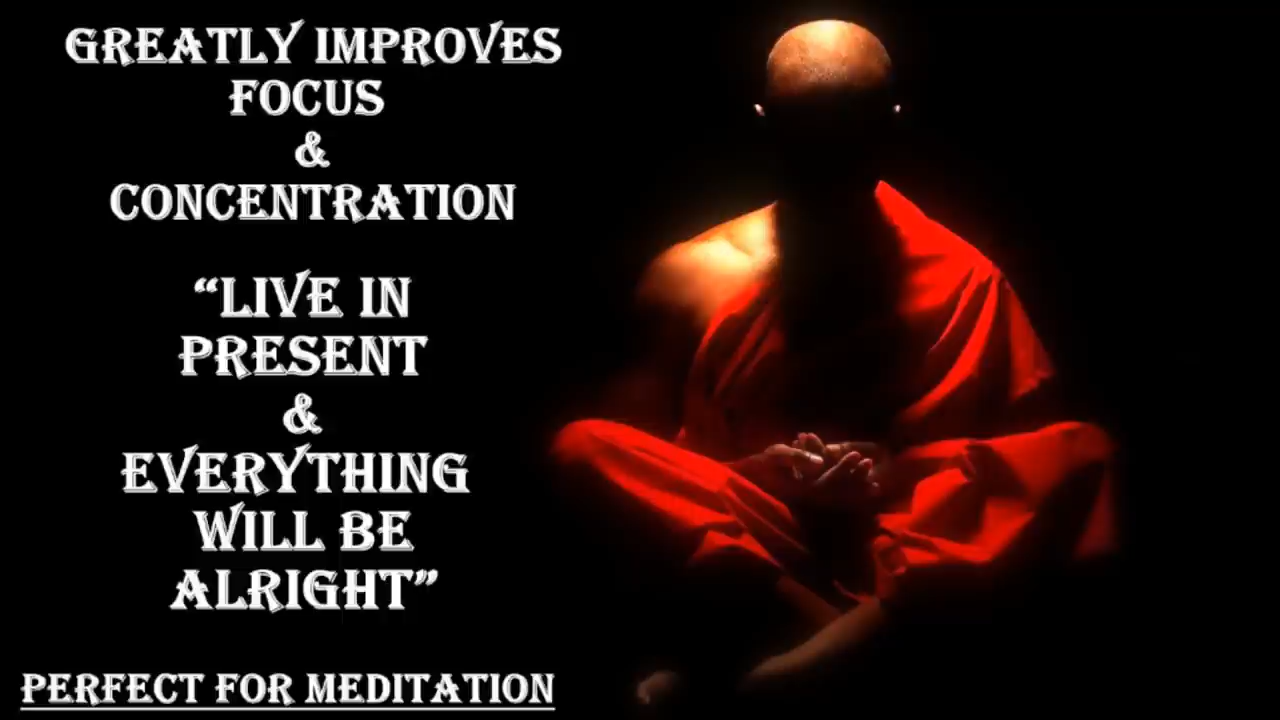 GREATLY IMPROVES
FOCUS
&
CONCENTRATION
“LIVE IN
PRESENT
&
EVERYTHING
WILL BE
ALRIGHT”
PERFECT FOR MEDITATION